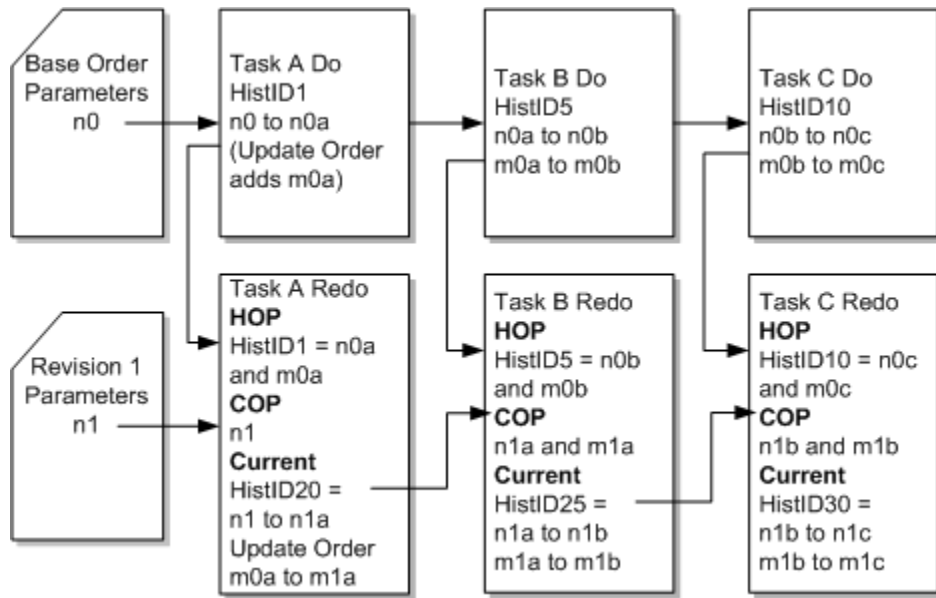 Base Order
Parameters
n0
Task A Do
HistID1
n0 to n0a
(Update Order
adds m0a)
Task B Do
HistID5
n0a to n0b
m0a to m0b
Task C Do
HistID10
n0b to n0c
m0b to m0c
Revision 1
Parameters
n1
Task A Redo
HOP
HistID1 = n0a
and m0a
COP
n1
Current
HistID20 =
n1 to n1a
Update Order
m0a to m1a
Task B Redo
HOP
HistID5 = n0b
and m0b
COP
n1a and m1a
Current
HistID25 =
n1a to n1b
m1a to m1b
Task C Redo
HOP
HistID10 = n0c
and m0c
COP
n1b and m1b
Current
HistID30 =
n1b to n1c
m1b to m1c